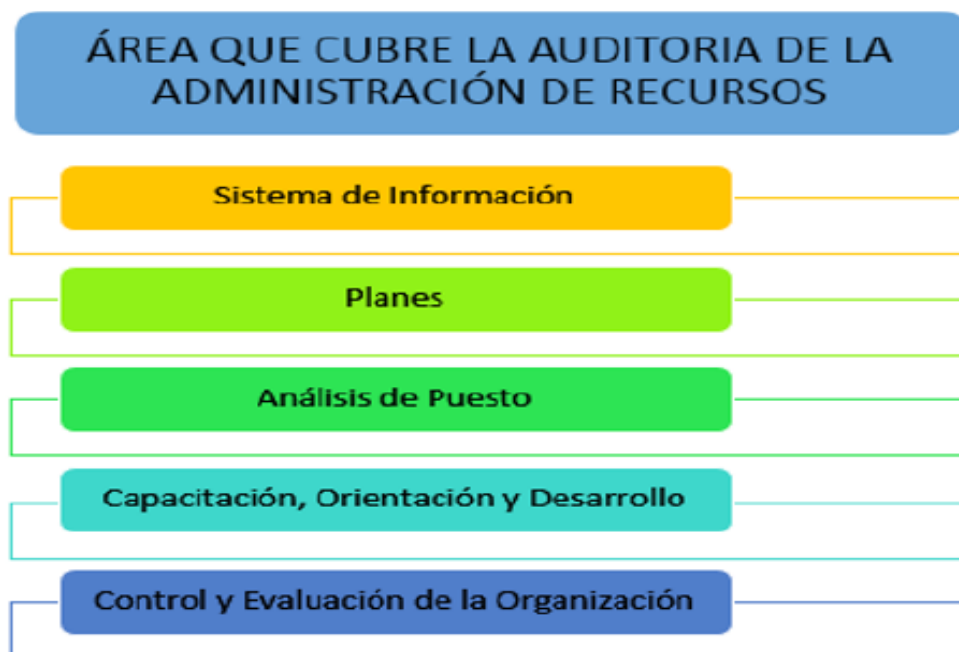 ÁREA QUE CUBRE LA AUDITORIA DE LA
ADMINISTRACIÓN DE RECURSOS
Sistema de Información
Planes
Análisis de Puesto
Capacitación, Orientación y Desarrollo
Control y Evaluación de la Organización